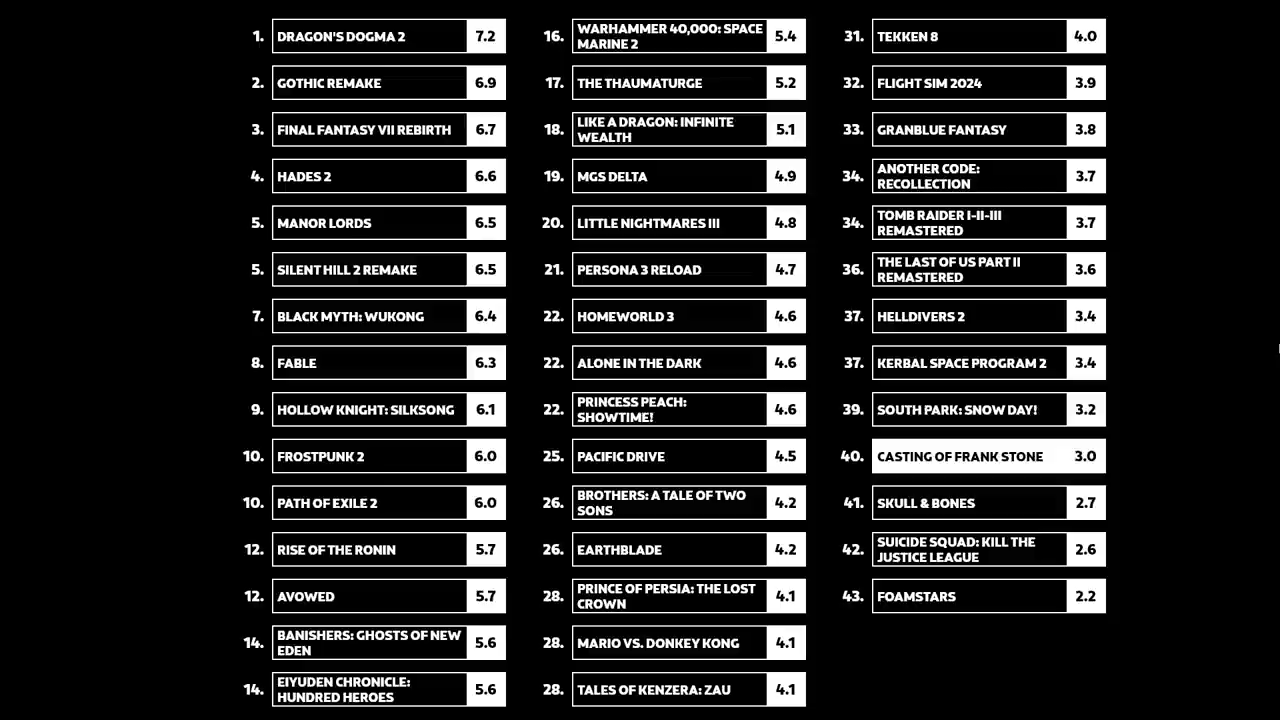 1. DRAGON'S DOGMA 2 7.2
2. GOTHIC REMAKE 6.9
3. FINAL FANTASY VII REBIRTH 6.7
4. HADES 2 6.6
5. MANOR LORDS 6.5
5. SILENT HILL 2 REMAKE 6.5
7. BLACK MYTH: WUKONG 6.4
8. FABLE 6.3
9. HOLLOW KNIGHT: SILKSONG 6.1
10. FROSTPUNK 2 6.0
10. PATH OF EXILE 2 6.0
12. RISE OF THE RONIN 5.7
12. AVOWED 5.7
14. BANISHERS: GHOSTS OF NEW
EDEN 5.6
14. EIYUDEN CHRONICLE:
HUNDRED HEROES 5.6
16. WARHAMMER 40,000: SPACE
MARINE 2 5.4
17. THE THAUMATURGE 5.2
18. LIKE A DRAGON: INFINITE
WEALTH 5.1
19. MGS DELTA 4.9
20. LITTLE NIGHTMARES III 4.8
21. PERSONA 3 RELOAD 4.7
22. HOMEWORLD 3 4.6
22. ALONE IN THE DARK 4.6
22. PRINCESS PEACH:
SHOWTIME! 4.6
25. PACIFIC DRIVE 4.5
26. BROTHERS: A TALE OF TWO
SONS 4.2
26. EARTHBLADE 4.2
28. PRINCE OF PERSIA: THE LOST
CROWN 4.1
28. MARIO VS. DONKEY KONG 4.1
28. TALES OF KENZERA: ZAU 4.1
31. TEKKEN 8 4.0
32. FLIGHT SIM 2024 3.9
33. GRANBLUE FANTASY 3.8
34. ANOTHER CODE:
RECOLLECTION 3.7
34. TOMB RAIDER I-II-III
REMASTERED 3.7
36. THE LAST OF US PART II
REMASTERED 3.6
37. HELLDIVERS 2 3.4
37. KERBAL SPACE PROGRAM 2 3.4
39. SOUTH PARK: SNOW DAY! 3.2
40. CASTING OF FRANK STONE 3.0
41. SKULL & BONES 2.7
42. SUICIDE SQUAD: KILL THE
JUSTICE LEAGUE 2.6
43. FOAMSTARS 2.2